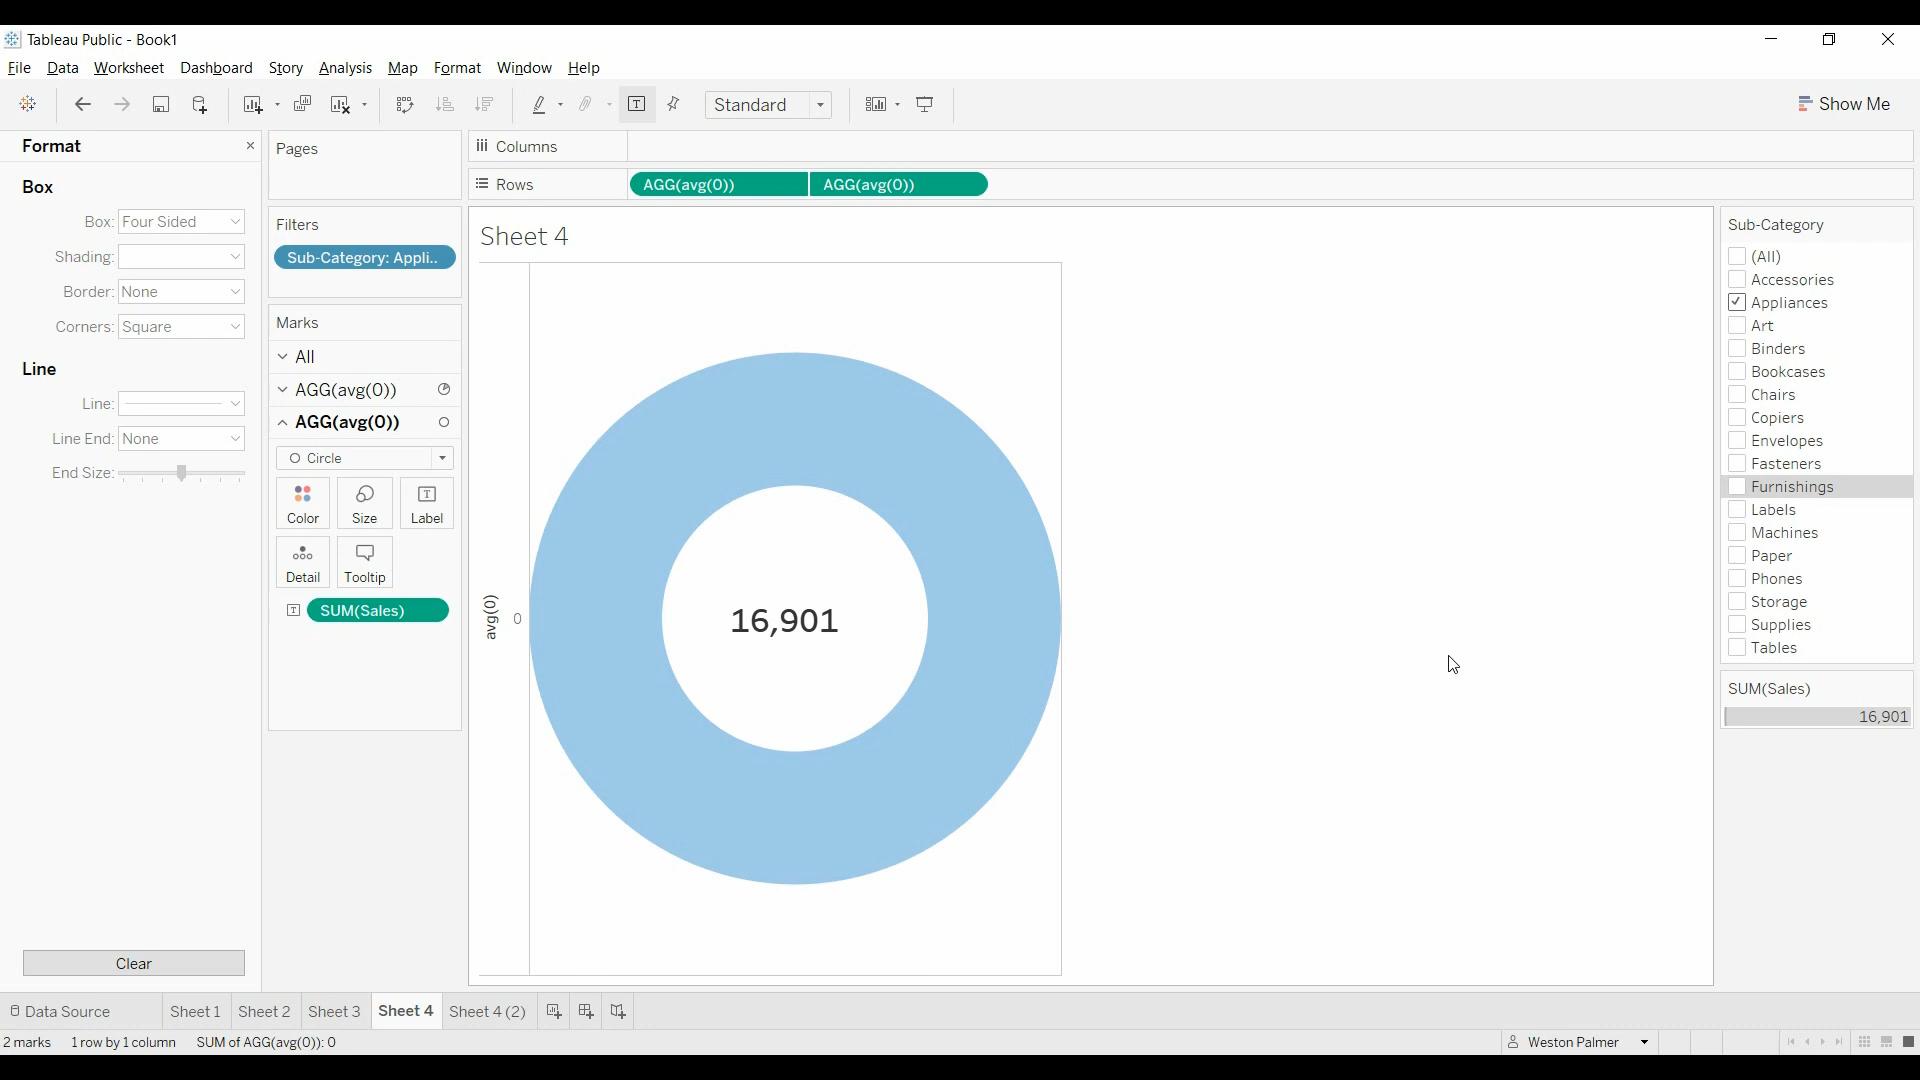 Tableau Public - Book1
File Data Worksheet Dashboard Story Analysis Map Format Window Help
Standard
Show Me
Format
Box
Box: Four Sided
Shading:
Border: None
Corners: Square
Line
Line:
Line End: None
End Size:
Clear
Pages
Filters
Sub-Category: Appli..
Marks
All
AGG(avg(0))
AGG(avg(0))
Circle
Color Size Label
Detail Tooltip
SUM(Sales)
Columns
Rows AGG(avg(0)) AGG(avg(0))
Sheet 4
avg(0)
0
16,901
Sub-Category
(All)
Accessories
Appliances
Art
Binders
Bookcases
Chairs
Copiers
Envelopes
Fasteners
Furnishings
Labels
Machines
Paper
Phones
Storage
Supplies
Tables
SUM(Sales)
16,901
Data Source Sheet 1 Sheet 2 Sheet 3 Sheet 4 Sheet 4 (2)
2 marks 1 row by 1 column SUM of AGG(avg(0)): 0 Weston Palmer